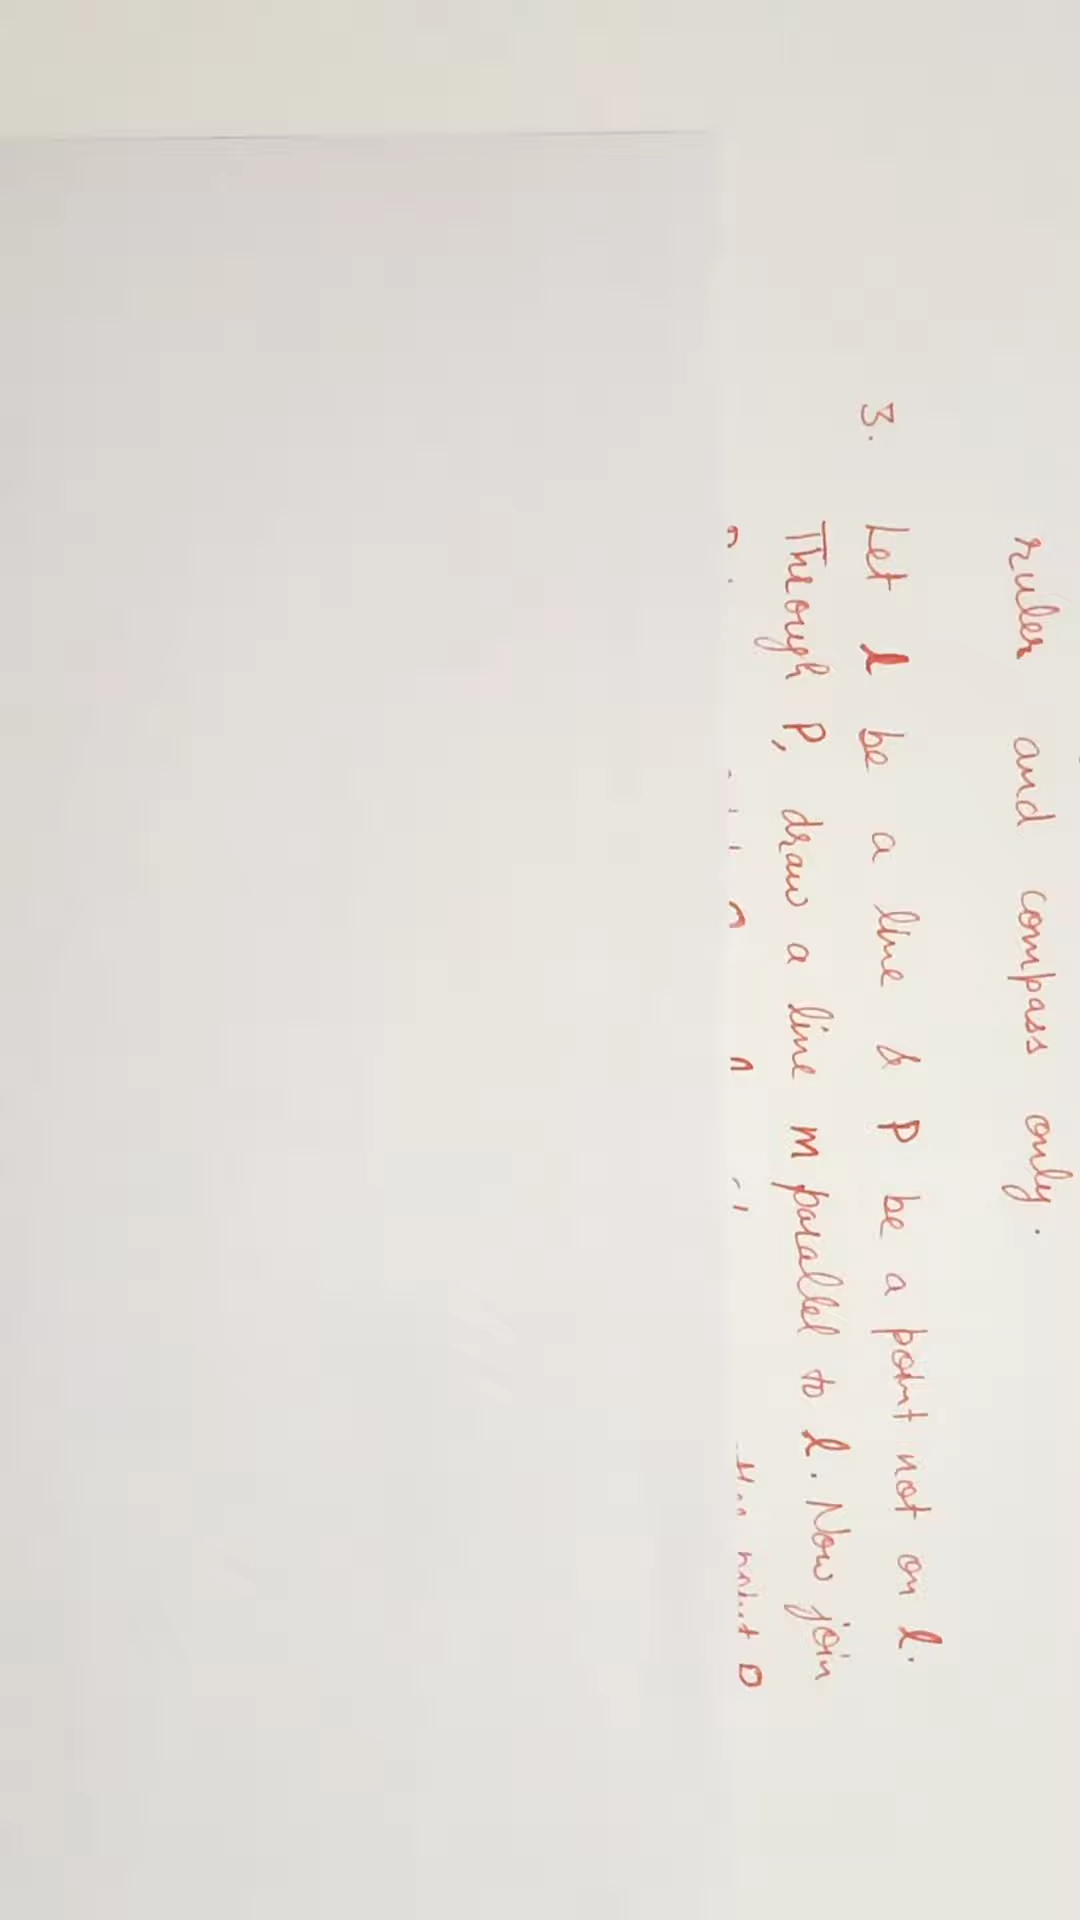 ruler and compass only.
3. Let l be a line & P be a point not on l.
Through P, draw a line m parallel to l. Now join